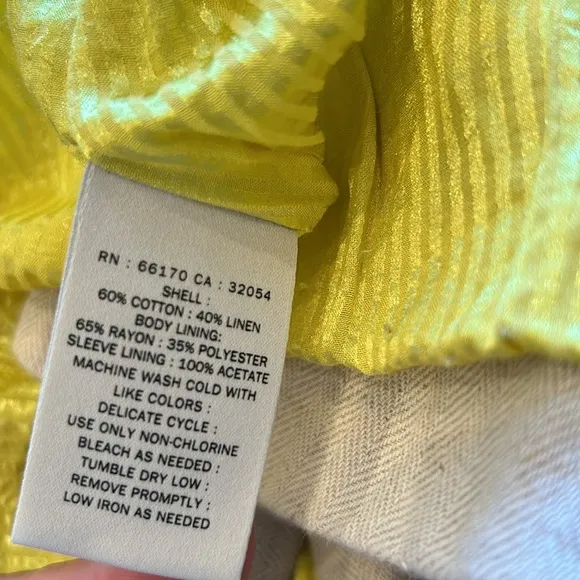 RN : 66170 CA : 32054
SHELL :
60% COTTON : 40% LINEN
BODY LINING:
65% RAYON : 35% POLYESTER
SLEEVE LINING : 100% ACETATE
MACHINE WASH COLD WITH
LIKE COLORS :
DELICATE CYCLE :
USE ONLY NON-CHLORINE
BLEACH AS NEEDED :
TUMBLE DRY LOW :
REMOVE PROMPTLY :
LOW IRON AS NEEDED